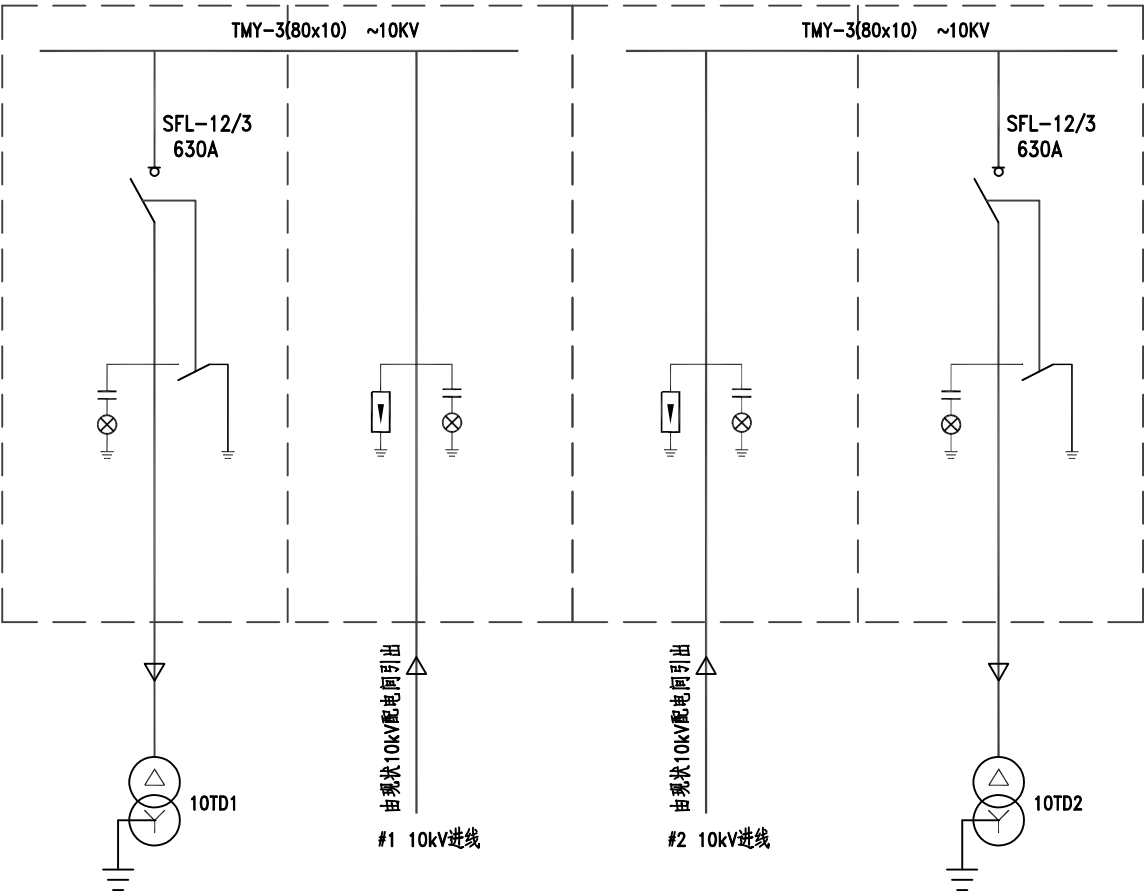 TMY-3(80x10) ~10KV
TMY-3(80x10) ~10KV
SFL-12/3
630A
SFL-12/3
630A
由现状10kV配电间引出
由现状10kV配电间引出
10TD1
10TD2
#1 10kV进线
#2 10kV进线